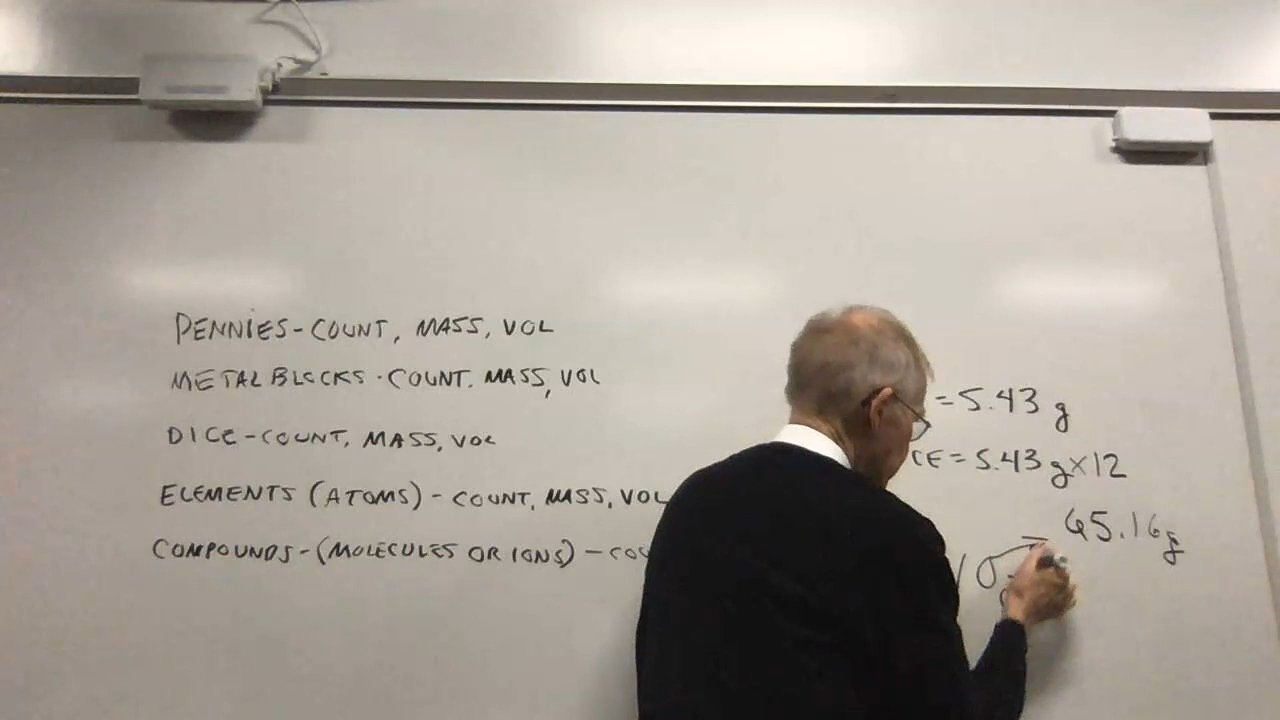 PENNIES-COUNT, MASS, VOL
METAL BLOCKS - COUNT. MASS, VOL
DICE-COUNT, MASS, VOL
ELEMENTS (ATOMS) - COUNT, MASS, VOL
COMPOUNDS-(MOLECULES OR IONS) - COU
= 5.43 g
CE = 5.43 g X 12
65.16g